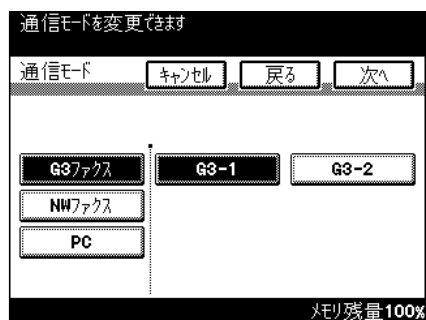 通信ﾓｰﾄﾞを変更できます
通信ﾓｰﾄﾞ ｷｬﾝｾﾙ 戻る 次へ
G3ﾌｧｸｽ G3-1 G3-2
NWﾌｧｸｽ
PC
ﾒﾓﾘ残量100%